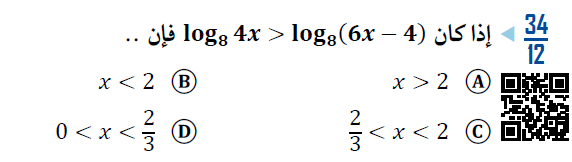 34/12 ◄ إذا كان log₈ 4x > log₈(6x − 4) فإن ..
Ⓐ x > 2 Ⓑ x < 2
Ⓒ 2/3 < x < 2 Ⓓ 0 < x < 2/3